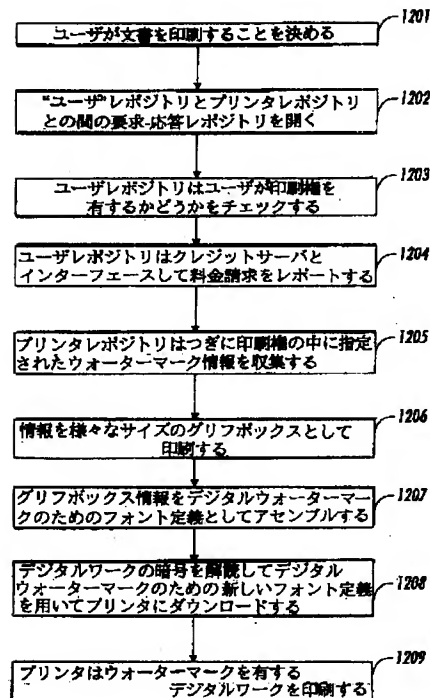 1201
ユーザが文書を印刷することを決める
1202
"ユーザ"レポジトリとプリンタレポジトリ
との間の要求-応答レポジトリを開く
1203
ユーザレポジトリはユーザが印刷権を
有するかどうかをチェックする
1204
ユーザレポジトリはクレジットサーバと
インターフェースして料金請求をレポートする
1205
プリンタレポジトリはつぎに印刷権の中に指定
されたウォーターマーク情報を収集する
1206
情報を様々なサイズのグリフボックスとして
印刷する
1207
グリフボックス情報をデジタルウォーターマー
クのためのフォント定義としてアセンブルする
1208
デジタルワークの暗号を解読してデジタル
ウォーターマークのための新しいフォント定義
を用いてプリンタにダウンロードする
1209
プリンタはウォーターマークを有する
デジタルワークを印刷する